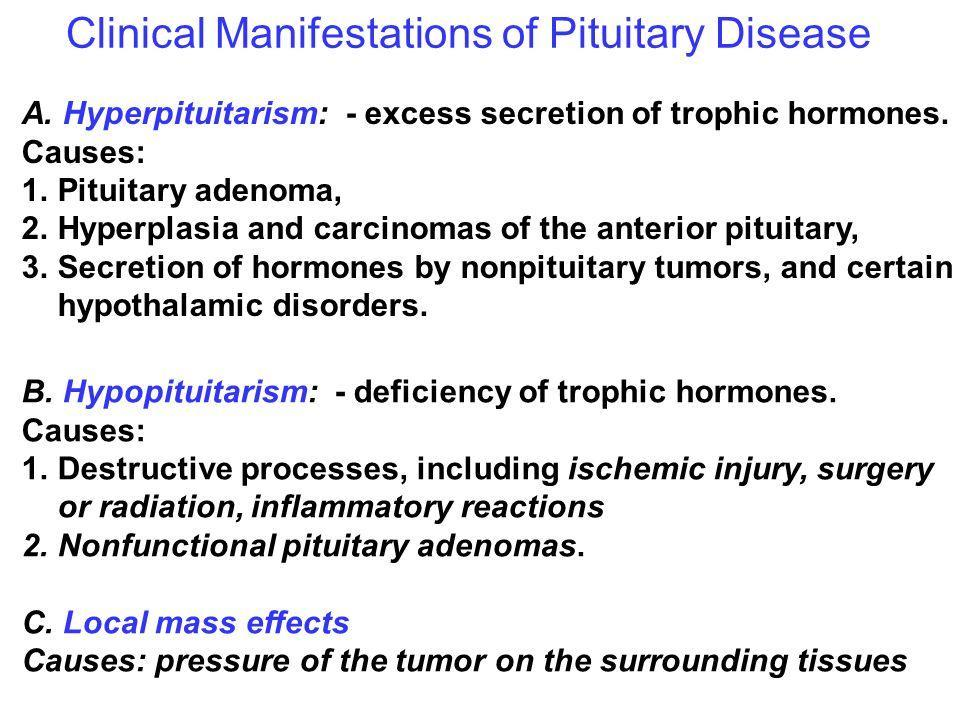 Clinical Manifestations of Pituitary Disease
A. Hyperpituitarism: - excess secretion of trophic hormones.
Causes:
1. Pituitary adenoma,
2. Hyperplasia and carcinomas of the anterior pituitary,
3. Secretion of hormones by nonpituitary tumors, and certain
hypothalamic disorders.
B. Hypopituitarism: - deficiency of trophic hormones.
Causes:
1. Destructive processes, including ischemic injury, surgery
or radiation, inflammatory reactions
2. Nonfunctional pituitary adenomas.
C. Local mass effects
Causes: pressure of the tumor on the surrounding tissues